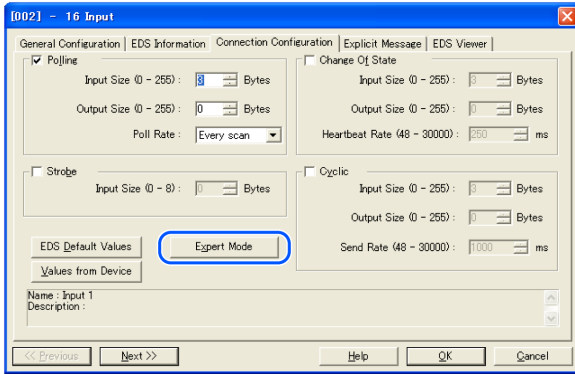 [002] - 16 Input
General Configuration EDS Information Connection Configuration Explicit Message EDS Viewer
Polling
Input Size (0 - 255) : 3 Bytes
Output Size (0 - 255) : 0 Bytes
Poll Rate : Every scan
Change Of State
Input Size (0 - 255) : 3 Bytes
Output Size (0 - 255) : 0 Bytes
Heartbeat Rate (48 - 30000) : 250 ms
Strobe
Input Size (0 - 8) : 0 Bytes
Cyclic
Input Size (0 - 255) : 3 Bytes
Output Size (0 - 255) : 0 Bytes
Send Rate (48 - 30000) : 1000 ms
EDS Default Values
Expert Mode
Values from Device
Name : Input 1
Description :
<< Previous Next >> Help OK Cancel